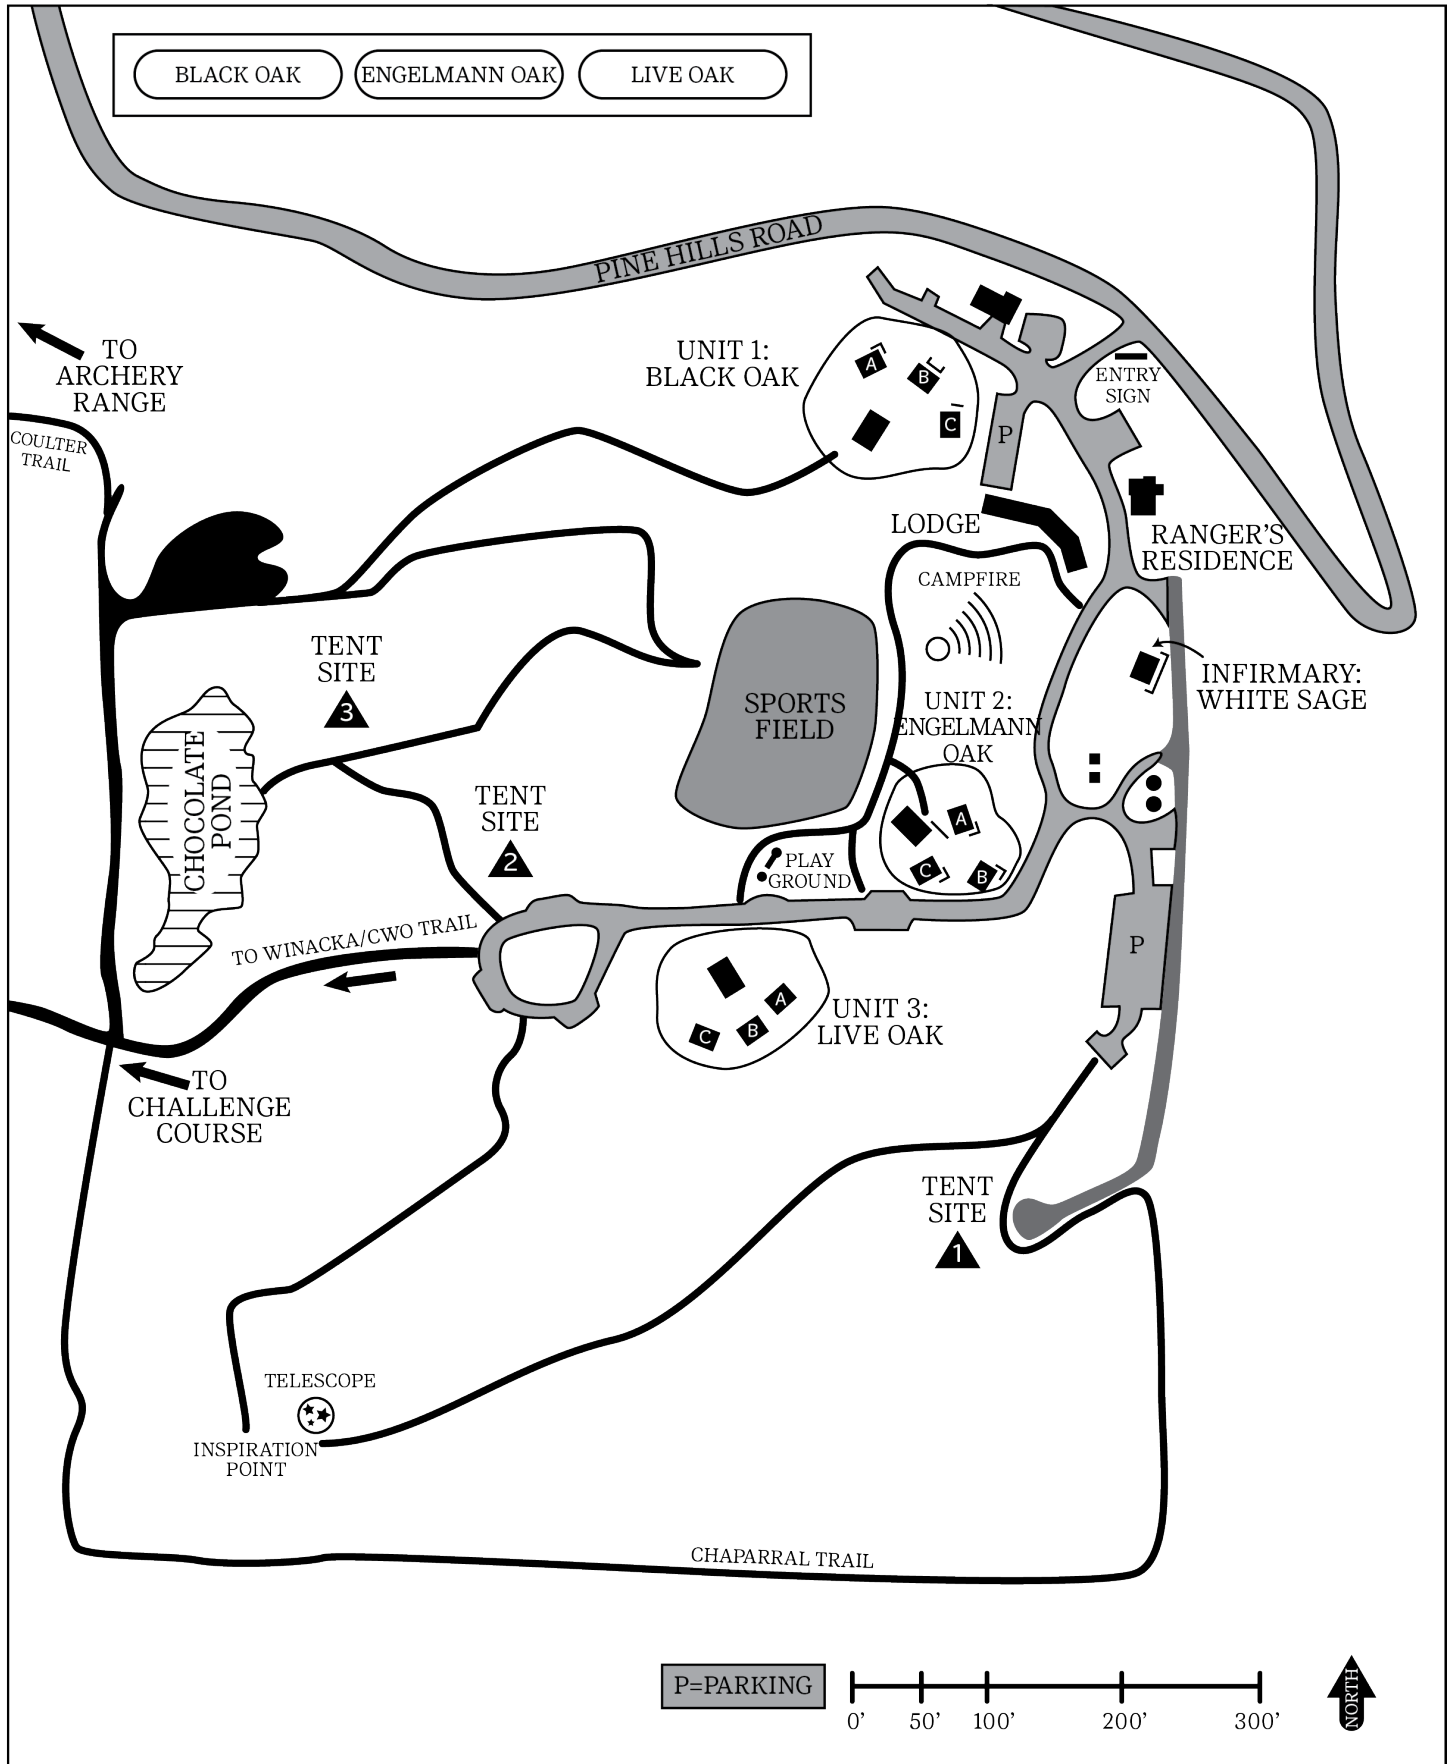 BLACK OAK
ENGELMANN OAK
LIVE OAK
PINE HILLS ROAD
TO
ARCHERY
RANGE
UNIT 1:
BLACK OAK
A
B
C
ENTRY
SIGN
P
COULTER
TRAIL
LODGE
RANGER'S
RESIDENCE
CAMPFIRE
TENT
SITE
3
INFIRMARY:
WHITE SAGE
SPORTS
FIELD
UNIT 2:
ENGELMANN
OAK
CHOCOLATE
POND
TENT
SITE
2
A
C
B
PLAY
GROUND
TO WINACKA/CWO TRAIL
P
UNIT 3:
LIVE OAK
A
B
C
TO
CHALLENGE
COURSE
TENT
SITE
1
TELESCOPE
INSPIRATION
POINT
CHAPARRAL TRAIL
P=PARKING
0' 50' 100' 200' 300'
NORTH